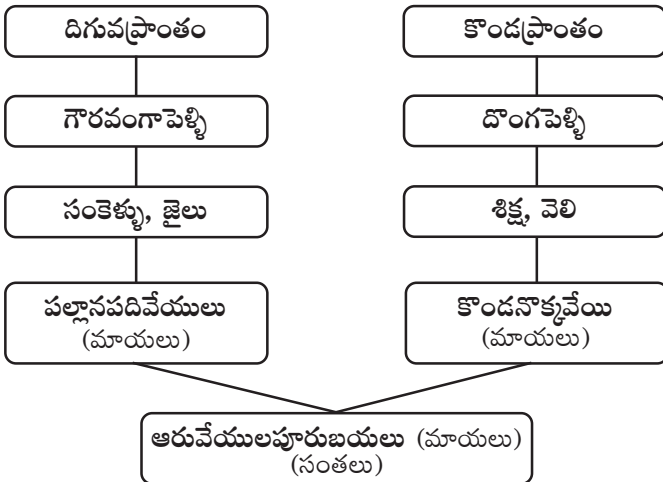 దిగువప్రాంతం
కొండప్రాంతం
గౌరవంగాపెళ్ళి
దొంగపెళ్ళి
సంకెళ్ళు, జైలు
శిక్ష, వెలి
పల్లానపదివేయులు
(మాయలు)
కొండనొక్కవేయి
(మాయలు)
ఆరువేయులపూరుబయలు (మాయలు)
(సంతలు)